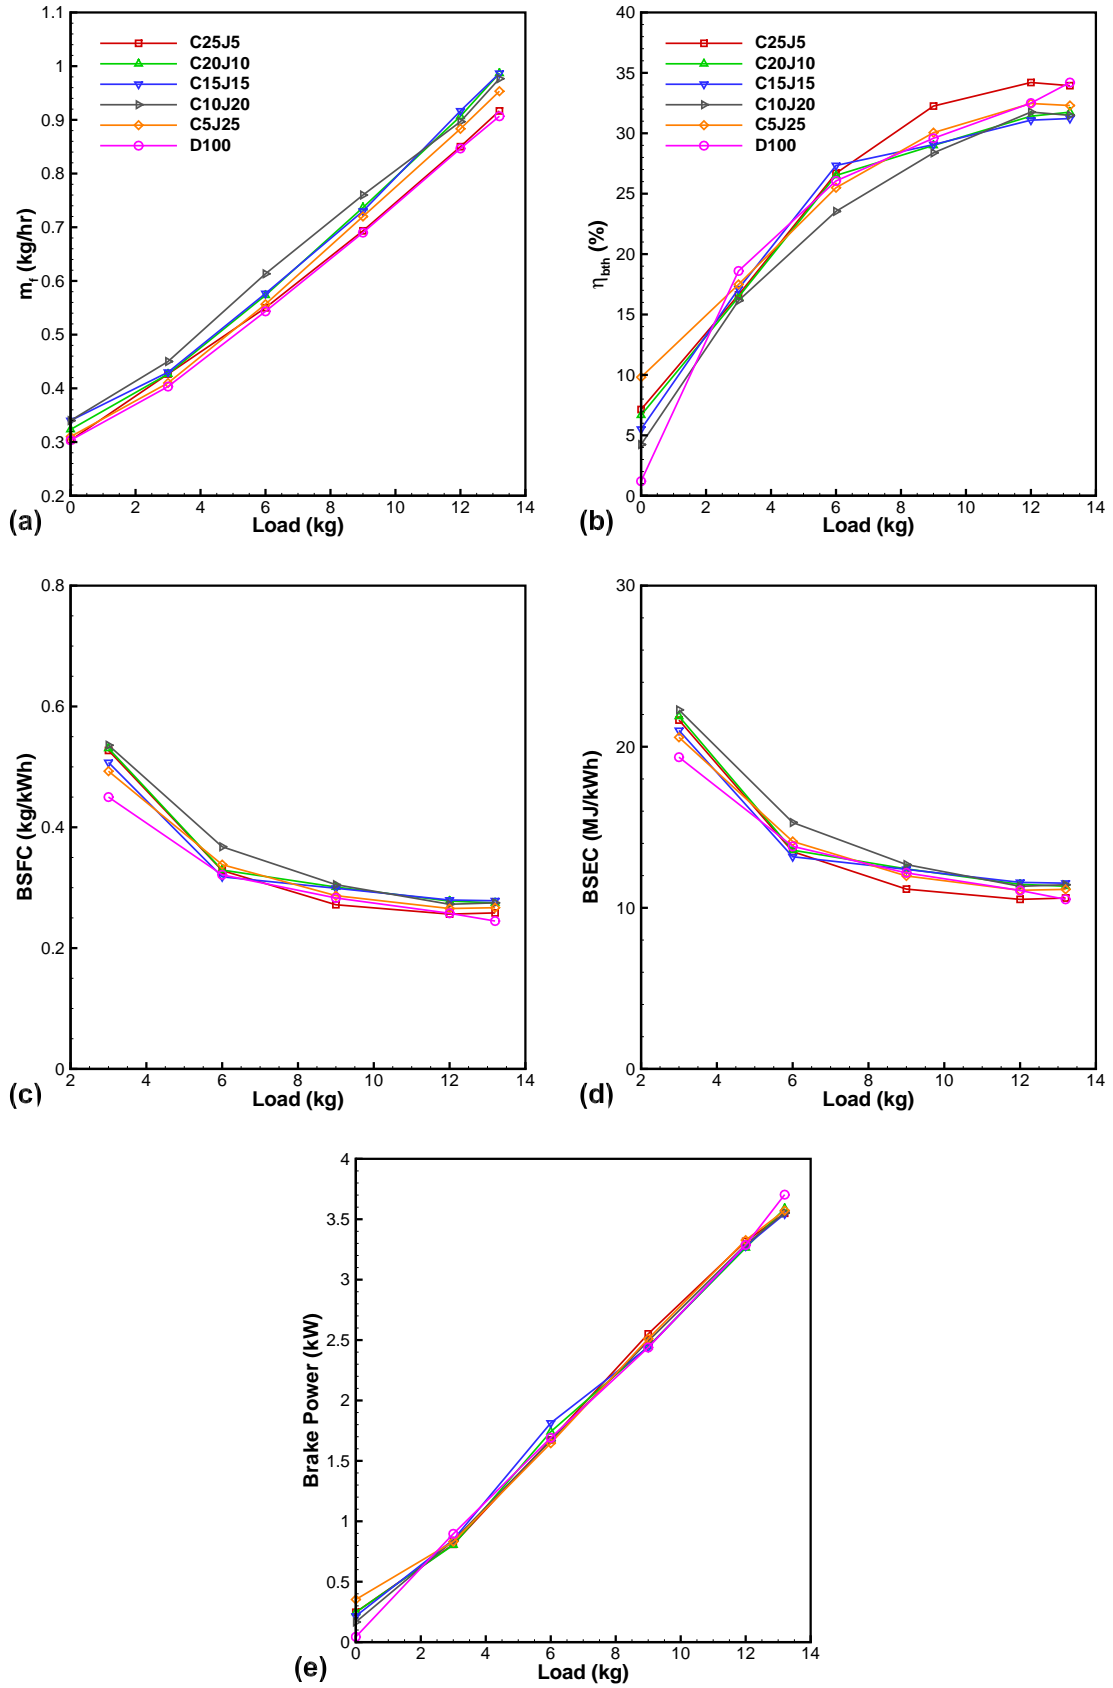 1.1
1
0.9
0.8
0.7
0.6
0.5
0.4
0.3
0.2
m_f (kg/hr)
C25J5
C20J10
C15J15
C10J20
C5J25
D100
0 2 4 6 8 10 12 14
Load (kg)
(a)
40
35
30
25
20
15
10
5
0
η_bth (%)
C25J5
C20J10
C15J15
C10J20
C5J25
D100
0 2 4 6 8 10 12 14
Load (kg)
(b)
0.8
0.6
0.4
0.2
0
BSFC (kg/kWh)
2 4 6 8 10 12 14
Load (kg)
(c)
30
20
10
0
BSEC (MJ/kWh)
2 4 6 8 10 12 14
Load (kg)
(d)
4
3.5
3
2.5
2
1.5
1
0.5
0
Brake Power (kW)
0 2 4 6 8 10 12 14
Load (kg)
(e)